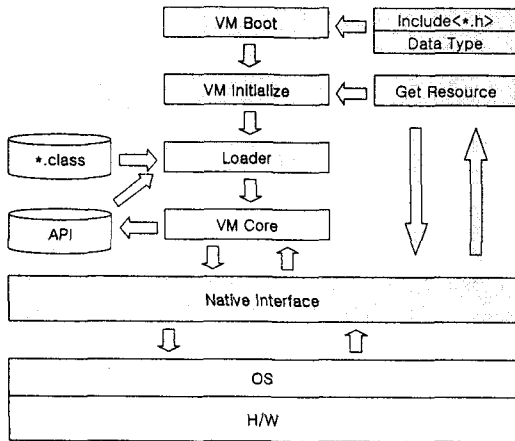 VM Boot
Include<*.h>
Data Type
VM Initialize
Get Resource
*.class
Loader
API
VM Core
Native Interface
OS
H/W